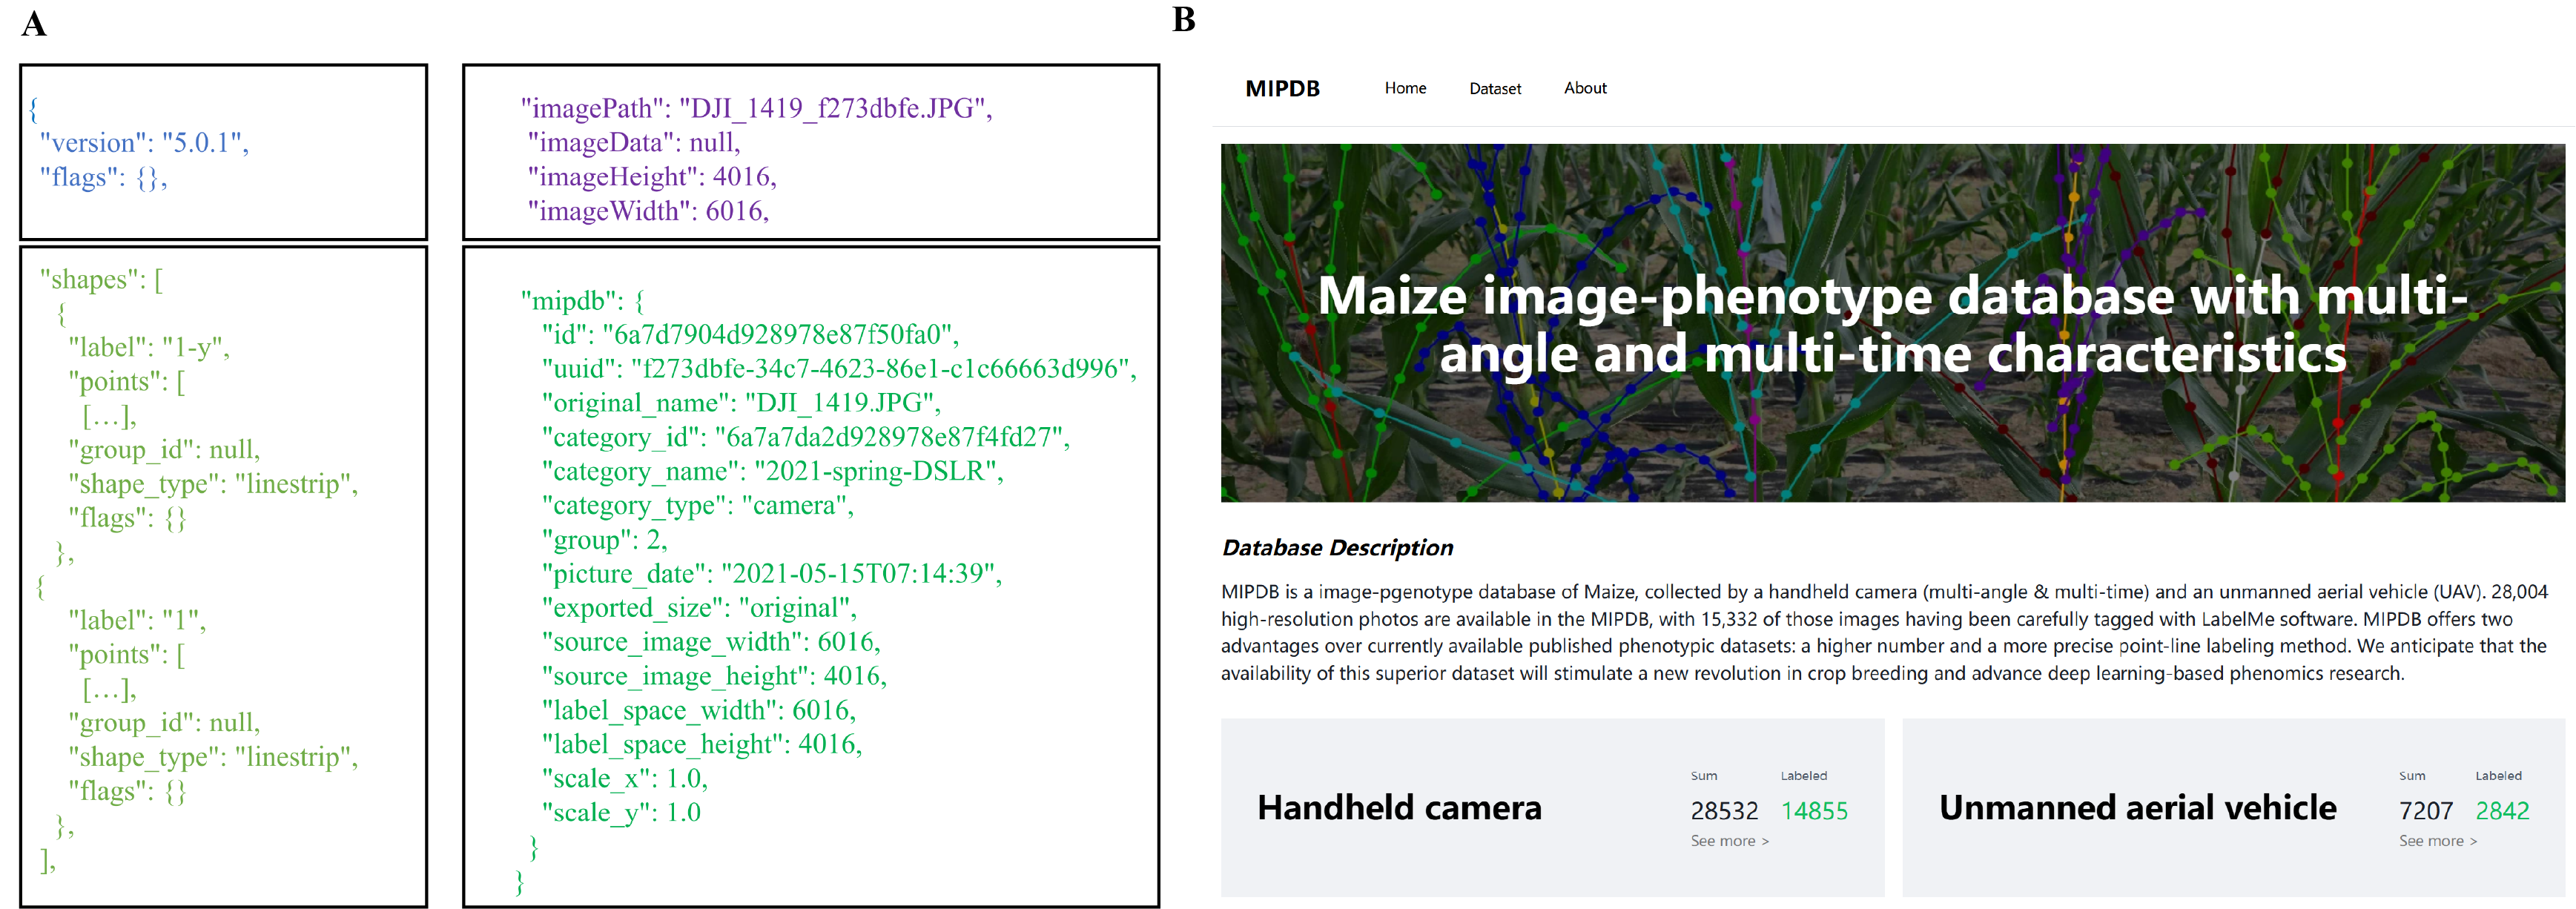 A
{
"version": "5.0.1",
"flags": {},
"shapes": [
{
"label": "1-y",
"points": [
[…],
"group_id": null,
"shape_type": "linestrip",
"flags": {}
},
{
"label": "1",
"points": [
[…],
"group_id": null,
"shape_type": "linestrip",
"flags": {}
},
],
"imagePath": "DJI_1419_f273dbfe.JPG",
"imageData": null,
"imageHeight": 4016,
"imageWidth": 6016,
"mipdb": {
"id": "6a7d7904d928978e87f50fa0",
"uuid": "f273dbfe-34c7-4623-86e1-c1c66663d996",
"original_name": "DJI_1419.JPG",
"category_id": "6a7a7da2d928978e87f4fd27",
"category_name": "2021-spring-DSLR",
"category_type": "camera",
"group": 2,
"picture_date": "2021-05-15T07:14:39",
"exported_size": "original",
"source_image_width": 6016,
"source_image_height": 4016,
"label_space_width": 6016,
"label_space_height": 4016,
"scale_x": 1.0,
"scale_y": 1.0
}
}
B
MIPDB Home Dataset About
Maize image-phenotype database with multi-
angle and multi-time characteristics
Database Description
MIPDB is a image-pgenotype database of Maize, collected by a handheld camera (multi-angle & multi-time) and an unmanned aerial vehicle (UAV). 28,004
high-resolution photos are available in the MIPDB, with 15,332 of those images having been carefully tagged with LabelMe software. MIPDB offers two
advantages over currently available published phenotypic datasets: a higher number and a more precise point-line labeling method. We anticipate that the
availability of this superior dataset will stimulate a new revolution in crop breeding and advance deep learning-based phenomics research.
Handheld camera
Sum Labeled
28532 14855
See more >
Unmanned aerial vehicle
Sum Labeled
7207 2842
See more >